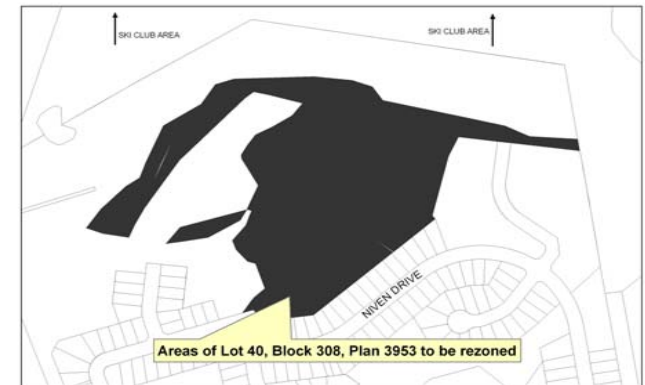 SKI CLUB AREA
SKI CLUB AREA
NIVEN DRIVE
Areas of Lot 40, Block 308, Plan 3953 to be rezoned